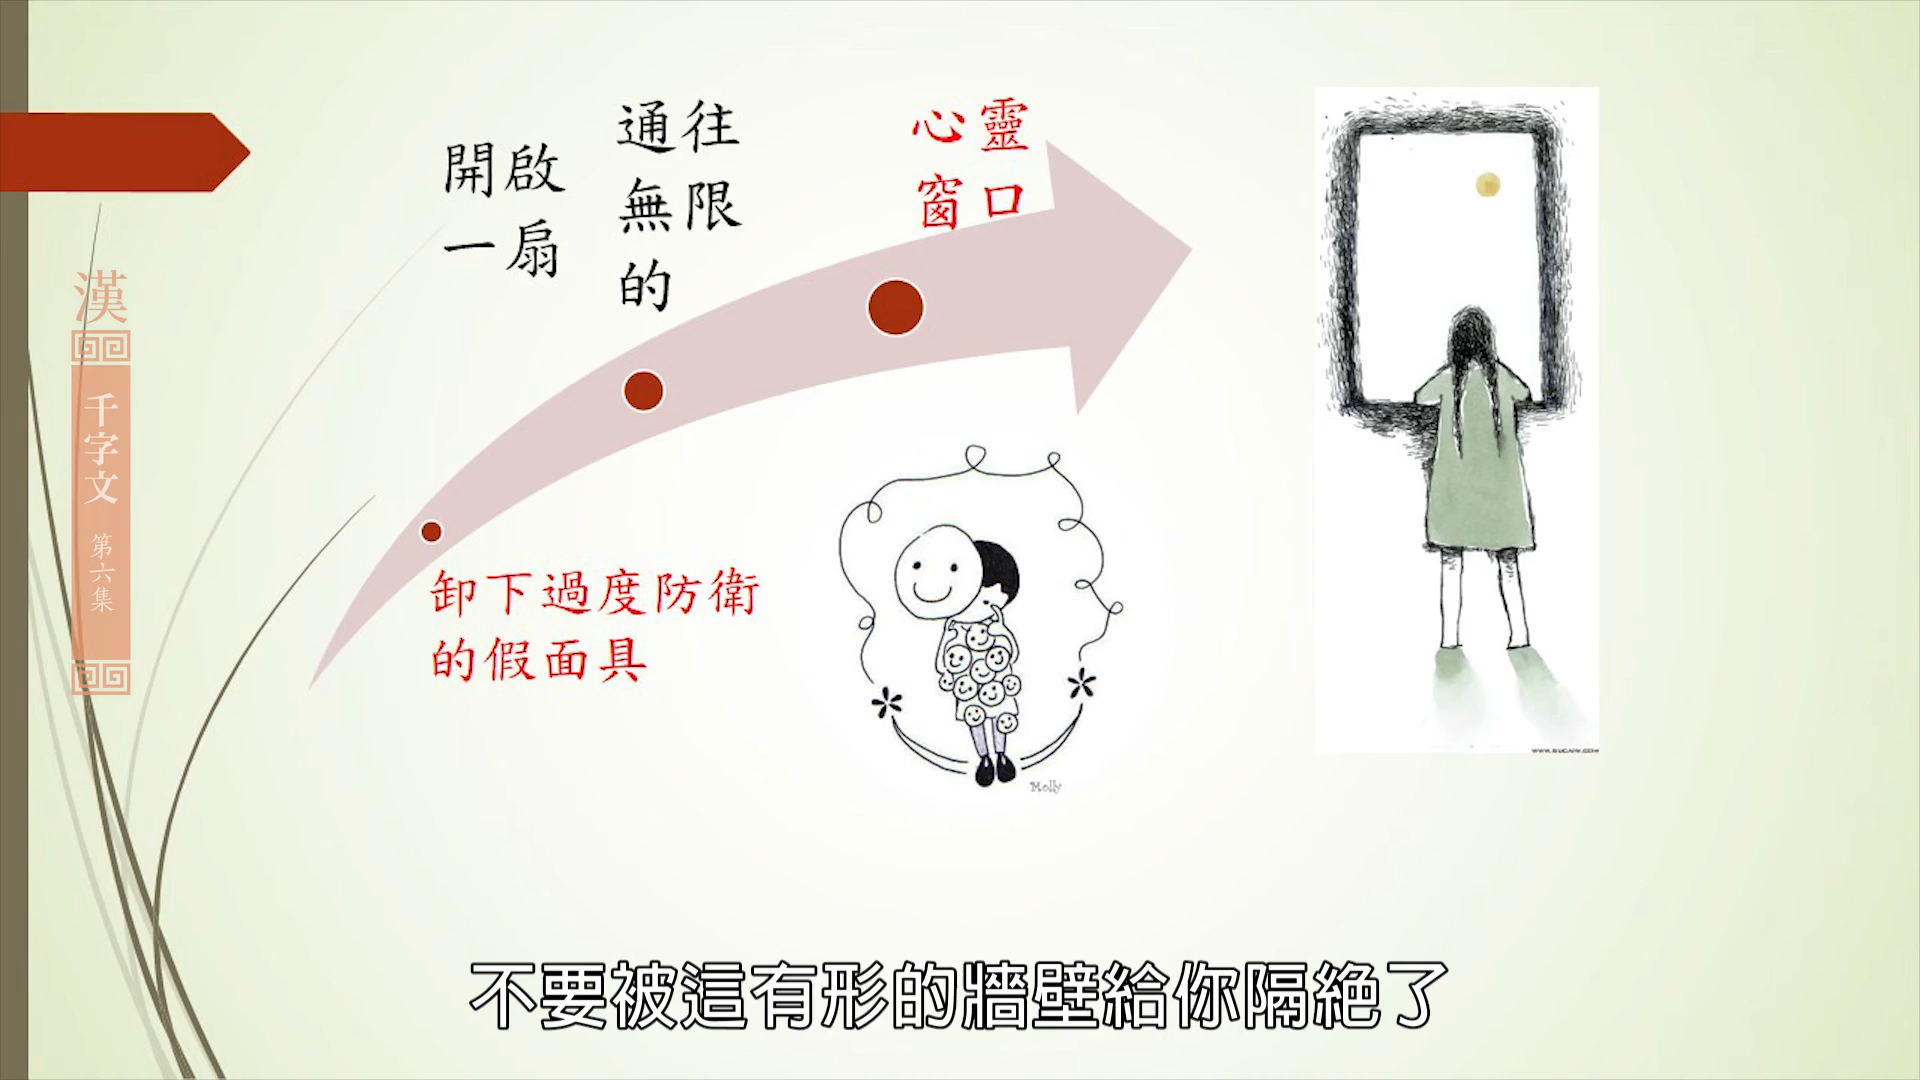 開啟
一扇
通往
無限
的
心靈
窗口
卸下過度防衛
的假面具
漢
千字文
第六集
Molly
不要被這有形的牆壁給你隔絕了